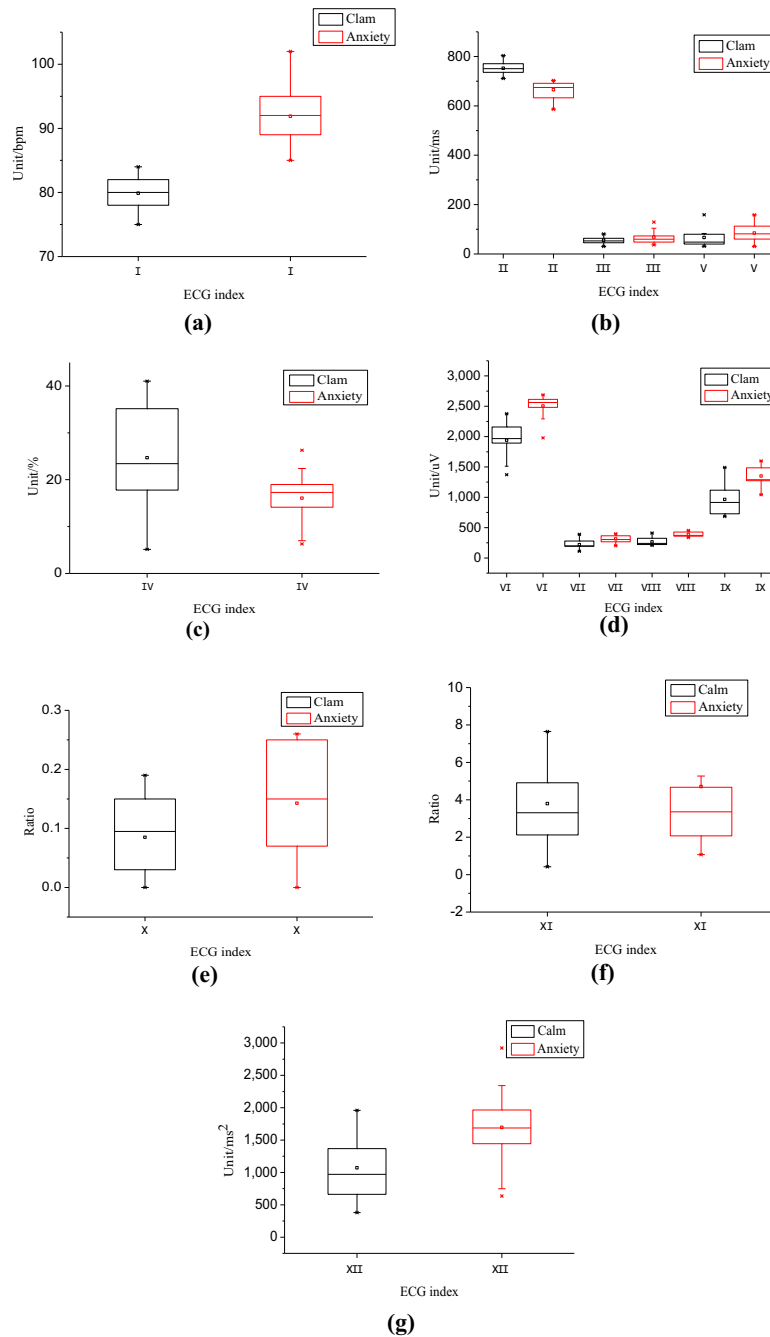 Clam
Anxiety
100
90
80
70
Unit/bpm
I I
ECG index
(a)
Clam
Anxiety
800
600
400
200
0
Unit/ms
II II III III V V
ECG index
(b)
Clam
Anxiety
40
20
0
Unit/%
IV IV
ECG index
(c)
Clam
Anxiety
3,000
2,500
2,000
1,500
1,000
500
0
Unit/uV
VI VI VII VII VIII VIII IX IX
ECG index
(d)
Clam
Anxiety
0.3
0.2
0.1
0.0
Ratio
X X
ECG index
(e)
Calm
Anxiety
10
8
6
4
2
0
-2
Ratio
XI XI
ECG index
(f)
Calm
Anxiety
3,000
2,500
2,000
1,500
1,000
500
0
Unit/ms²
XII XII
ECG index
(g)